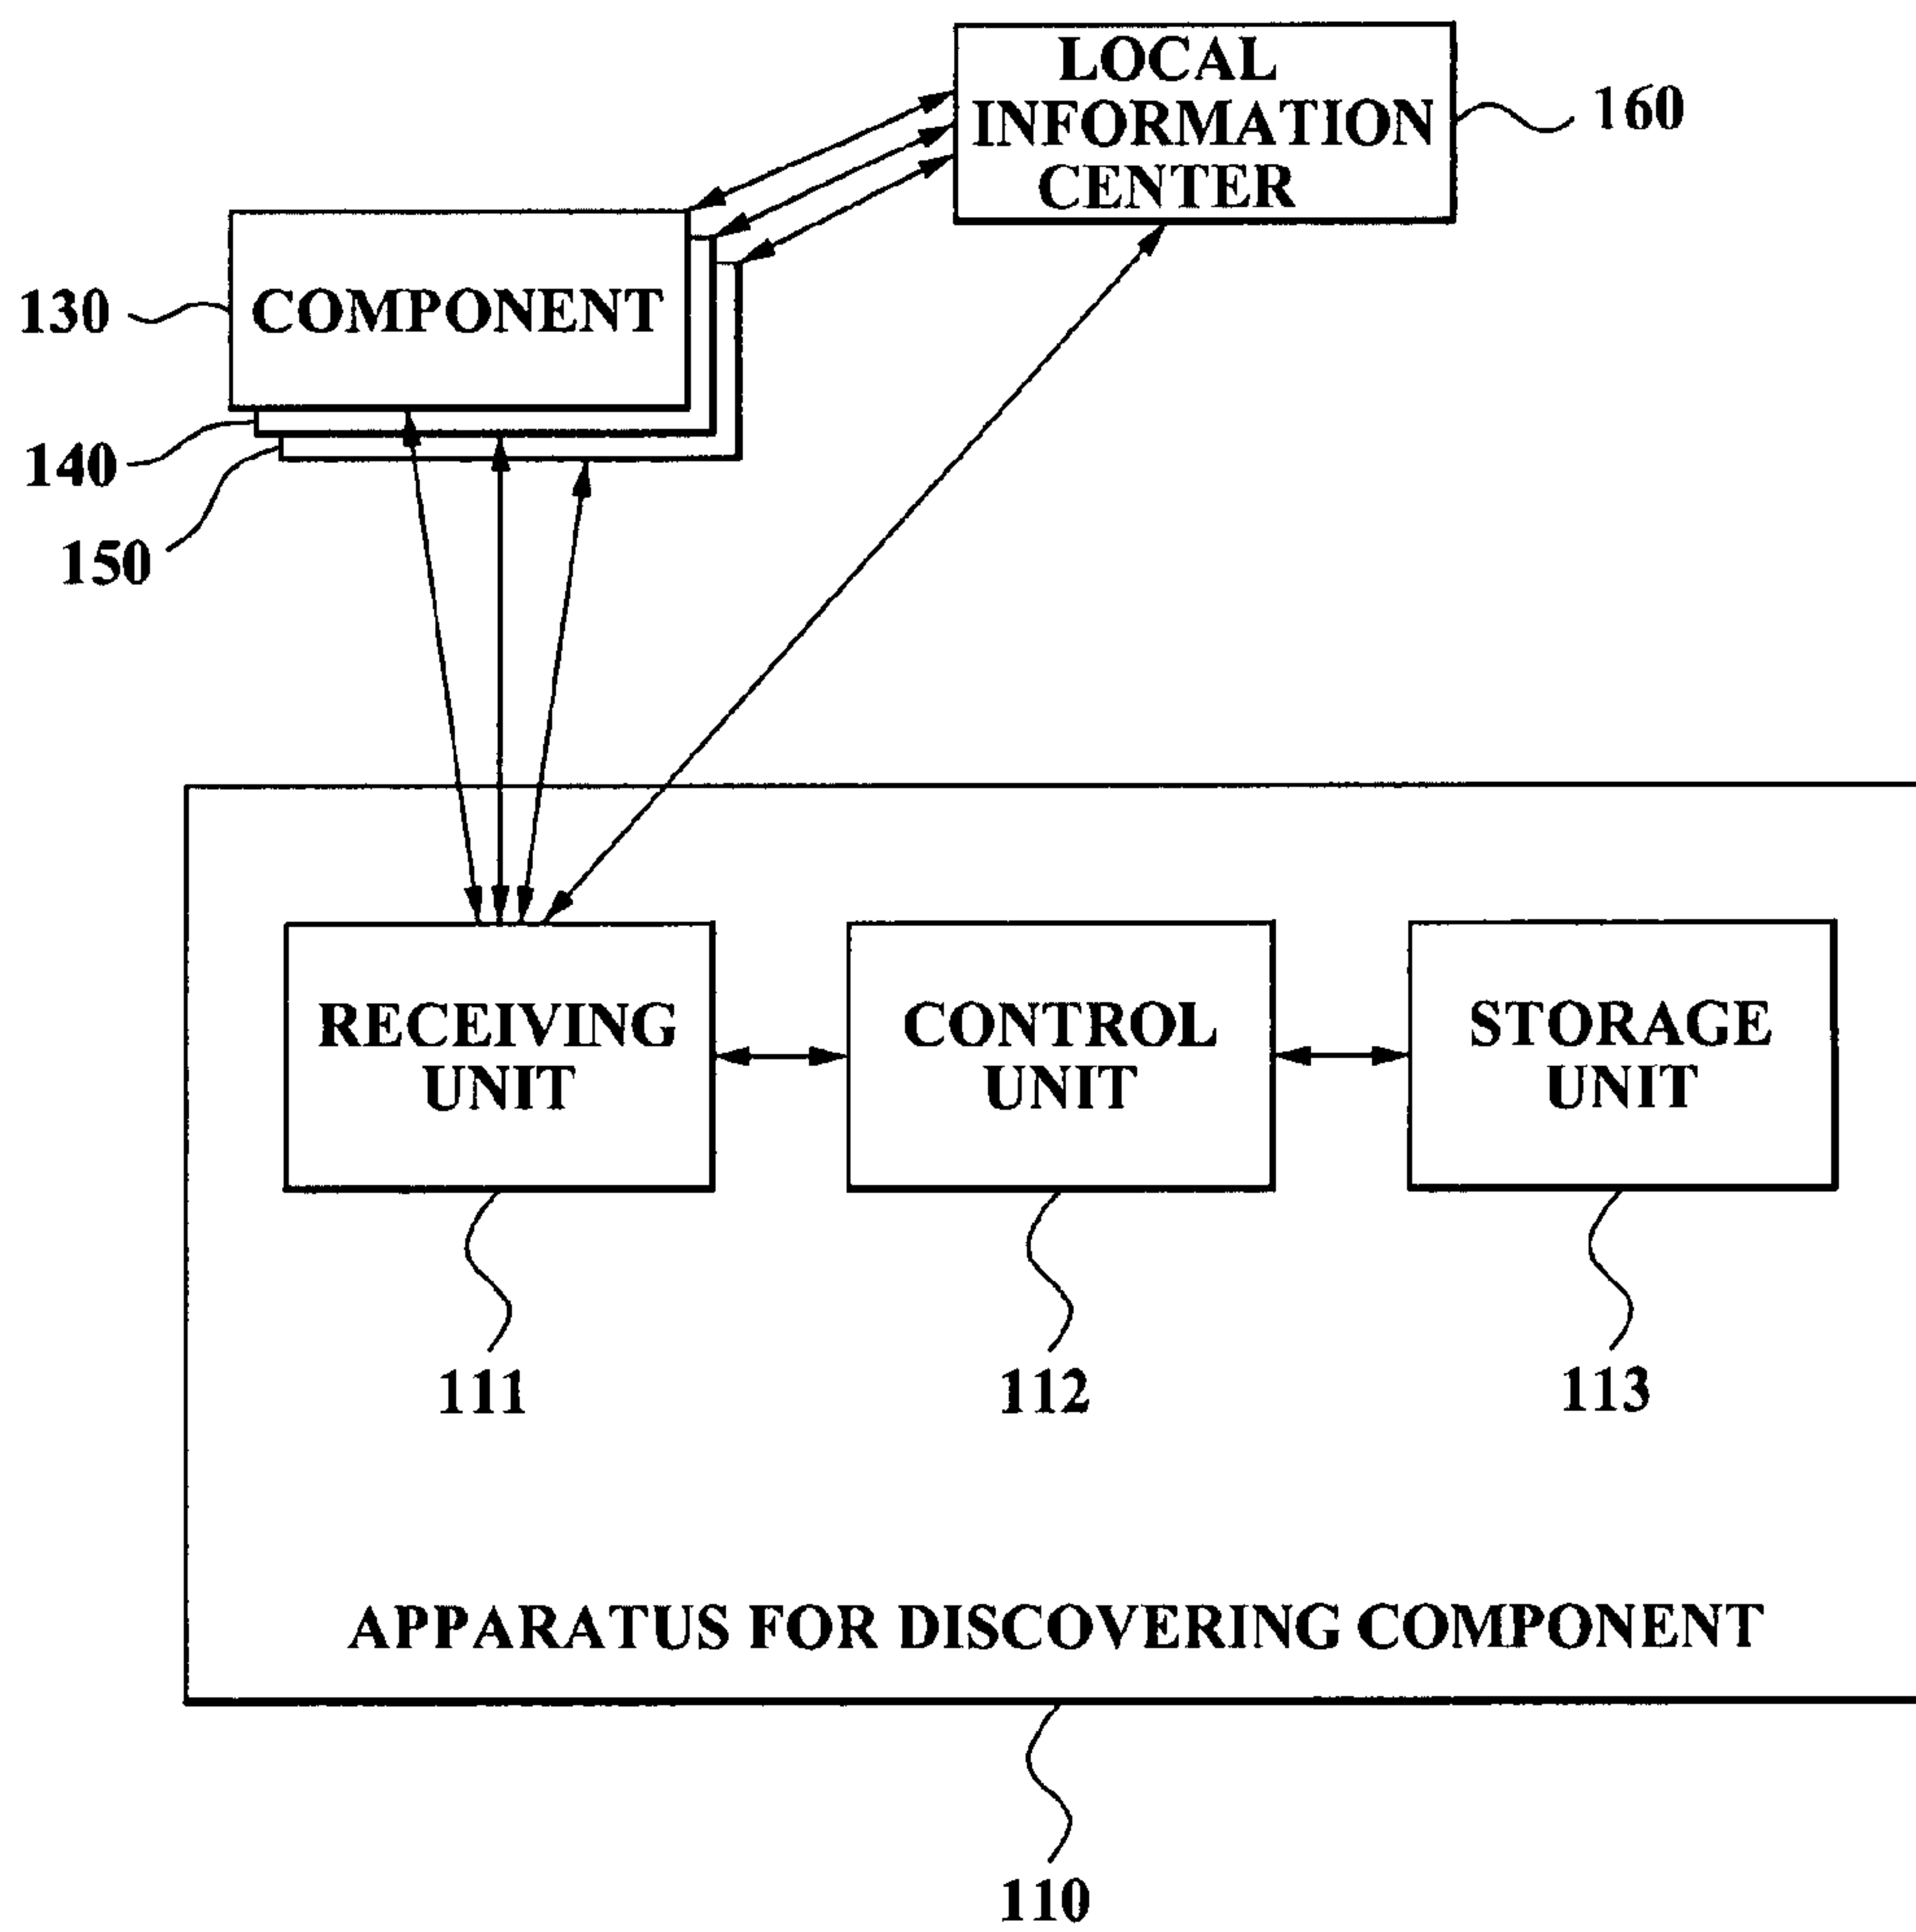 LOCAL
INFORMATION
CENTER
160
130
COMPONENT
140
150
RECEIVING
UNIT
CONTROL
UNIT
STORAGE
UNIT
111
112
113
APPARATUS FOR DISCOVERING COMPONENT
110